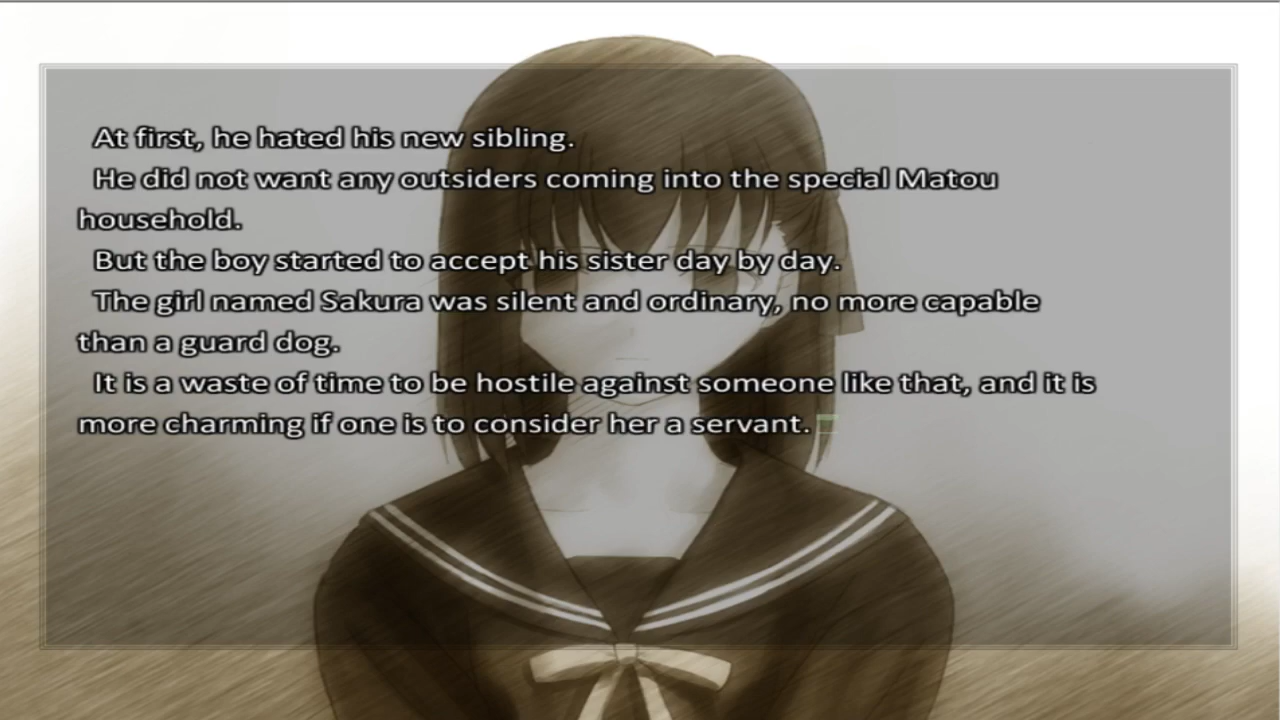 At first, he hated his new sibling.
He did not want any outsiders coming into the special Matou
household.
But the boy started to accept his sister day by day.
The girl named Sakura was silent and ordinary, no more capable
than a guard dog.
It is a waste of time to be hostile against someone like that, and it is
more charming if one is to consider her a servant.